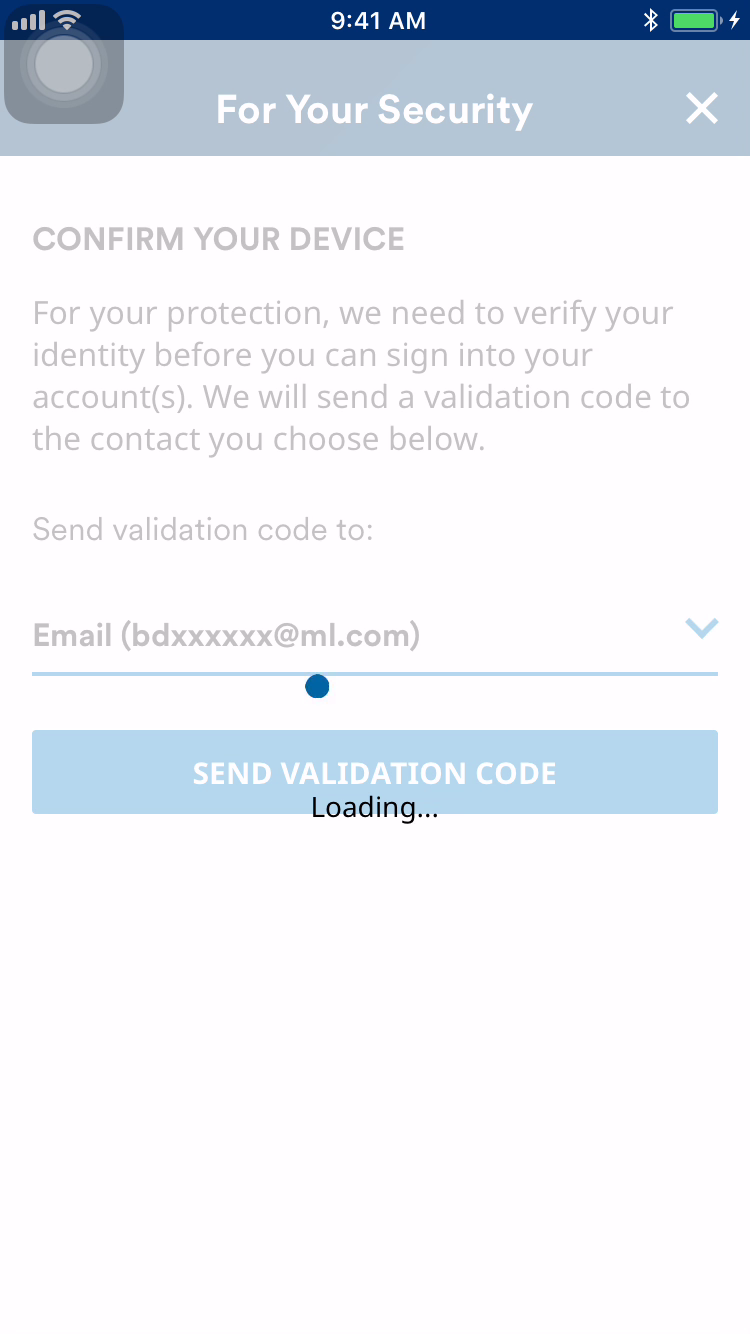 9:41 AM
For Your Security
CONFIRM YOUR DEVICE
For your protection, we need to verify your
identity before you can sign into your
account(s). We will send a validation code to
the contact you choose below.
Send validation code to:
Email (bdxxxxxx@ml.com)
SEND VALIDATION CODE
Loading...